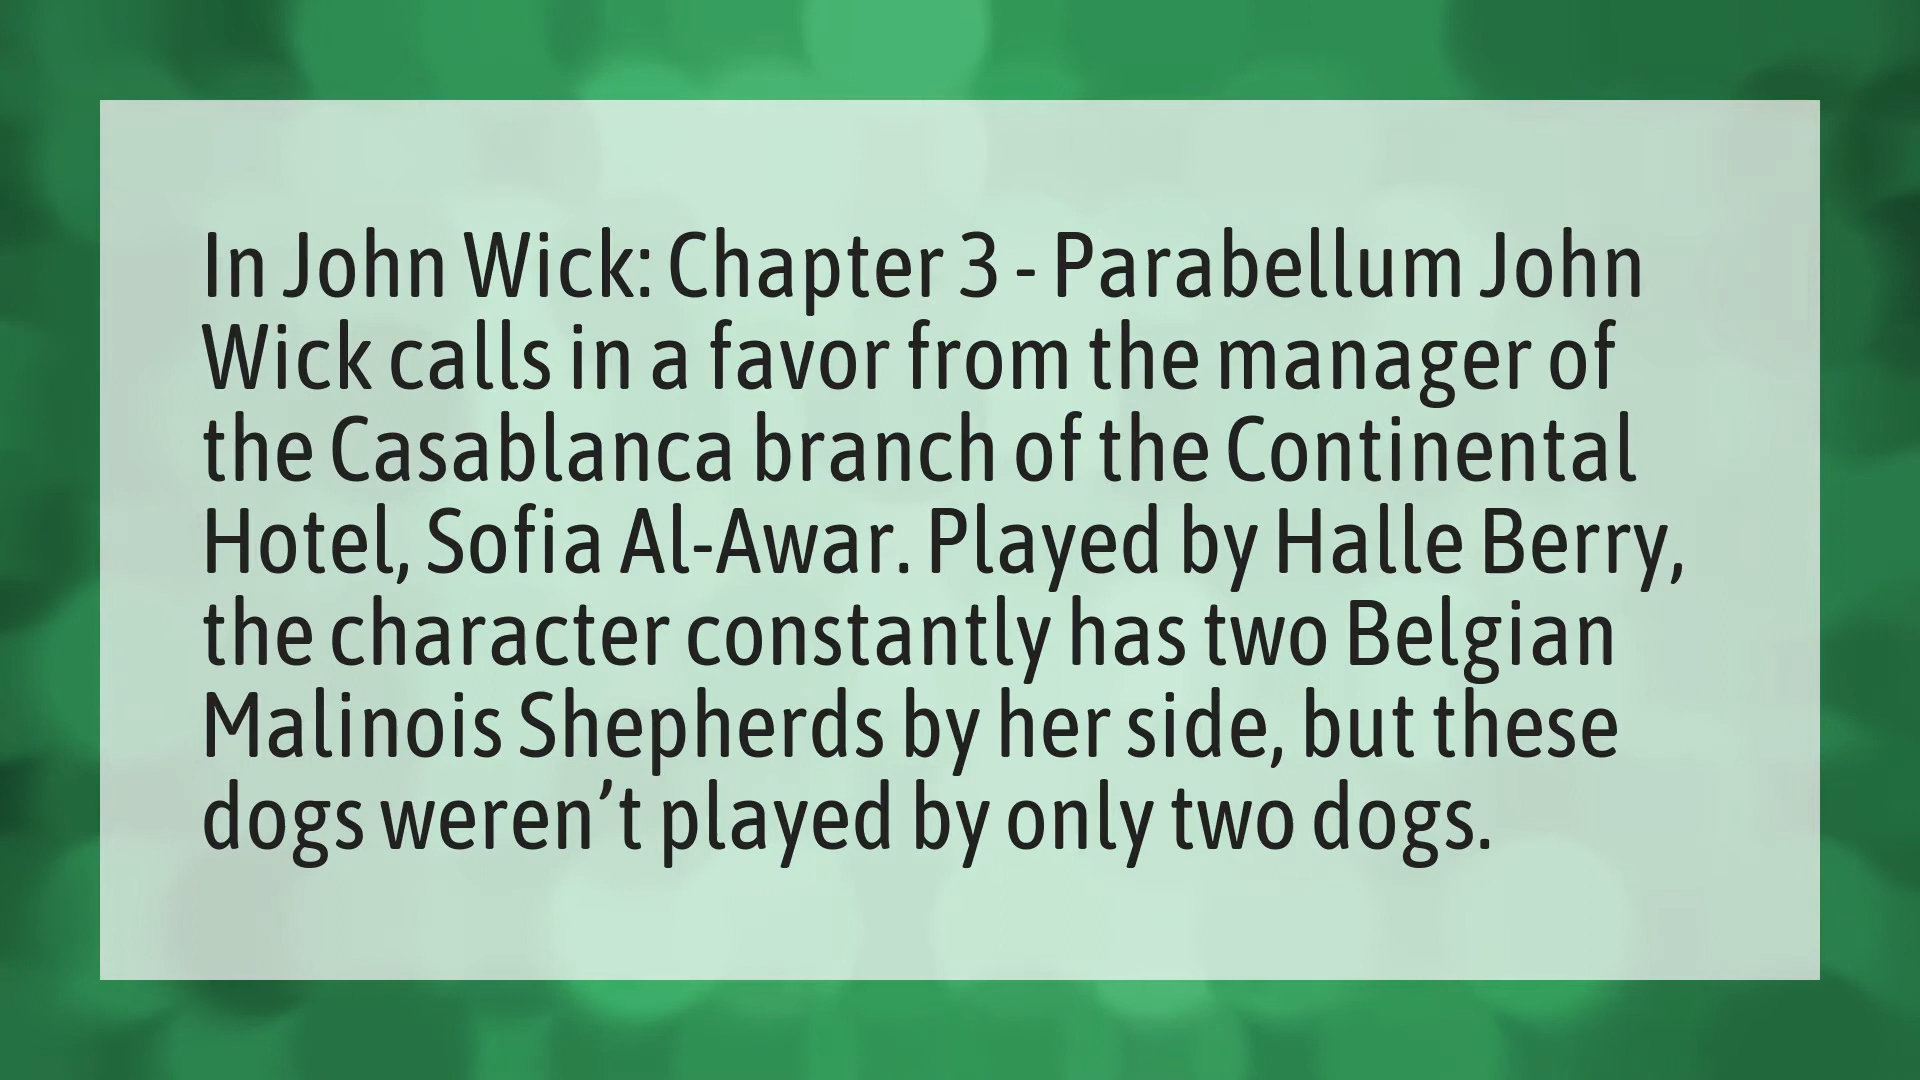 In John Wick: Chapter 3 - Parabellum John
Wick calls in a favor from the manager of
the Casablanca branch of the Continental
Hotel, Sofia Al-Awar. Played by Halle Berry,
the character constantly has two Belgian
Malinois Shepherds by her side, but these
dogs weren’t played by only two dogs.